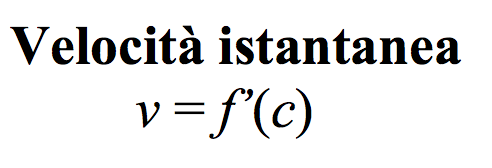 Velocità istantanea
v = f’(c)